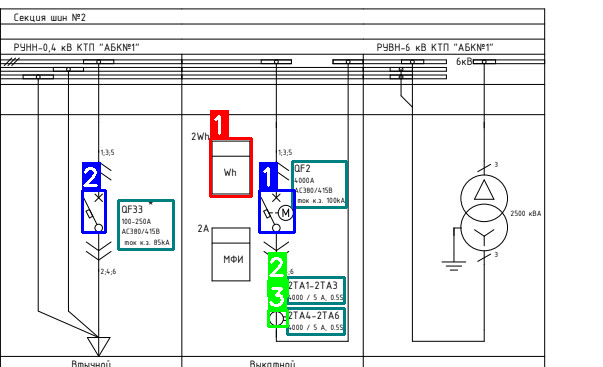 Секция шин №2
РУНН-0,4 кВ КТП "АБК№1"
РУВН-6 кВ КТП "АБК№1"
6кВ
2Wh
1
Wh
1;3;5
1;3;5
2
1
QF2
4000А
АС380/415В
ток к.з. 100кА
M
QF33
100-250А
АС380/415В
ток к.з. 85кА
3
2500 кВА
3
2А
МФИ
2;4;6
2
;6
3
2ТА1-2ТА3
4000 / 5 А, 0.5S
2ТА4-2ТА6
4000 / 5 А, 0.5S
Втычной
Выкатной